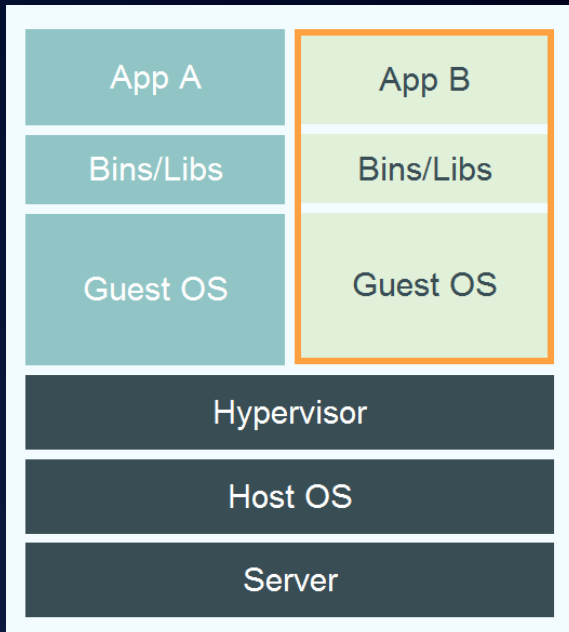 App A
Bins/Libs
Guest OS
App B
Bins/Libs
Guest OS
Hypervisor
Host OS
Server